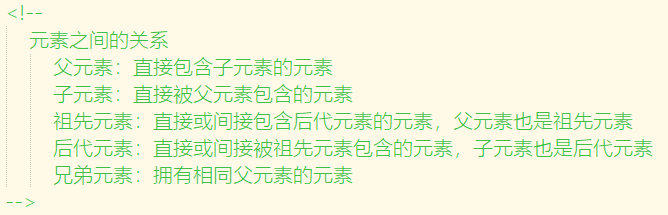 <!--
元素之间的关系
父元素：直接包含子元素的元素
子元素：直接被父元素包含的元素
祖先元素：直接或间接包含后代元素的元素，父元素也是祖先元素
后代元素：直接或间接被祖先元素包含的元素，子元素也是后代元素
兄弟元素：拥有相同父元素的元素
-->